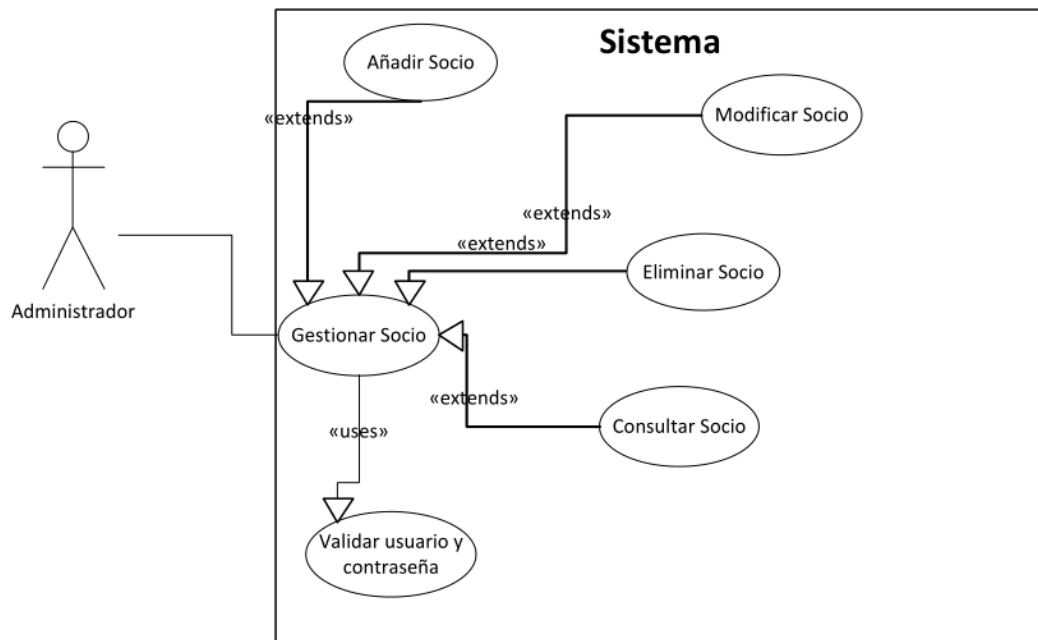 Sistema
Añadir Socio
«extends»
Modificar Socio
«extends»
«extends»
Eliminar Socio
Administrador
Gestionar Socio
«extends»
Consultar Socio
«uses»
Validar usuario y
contraseña